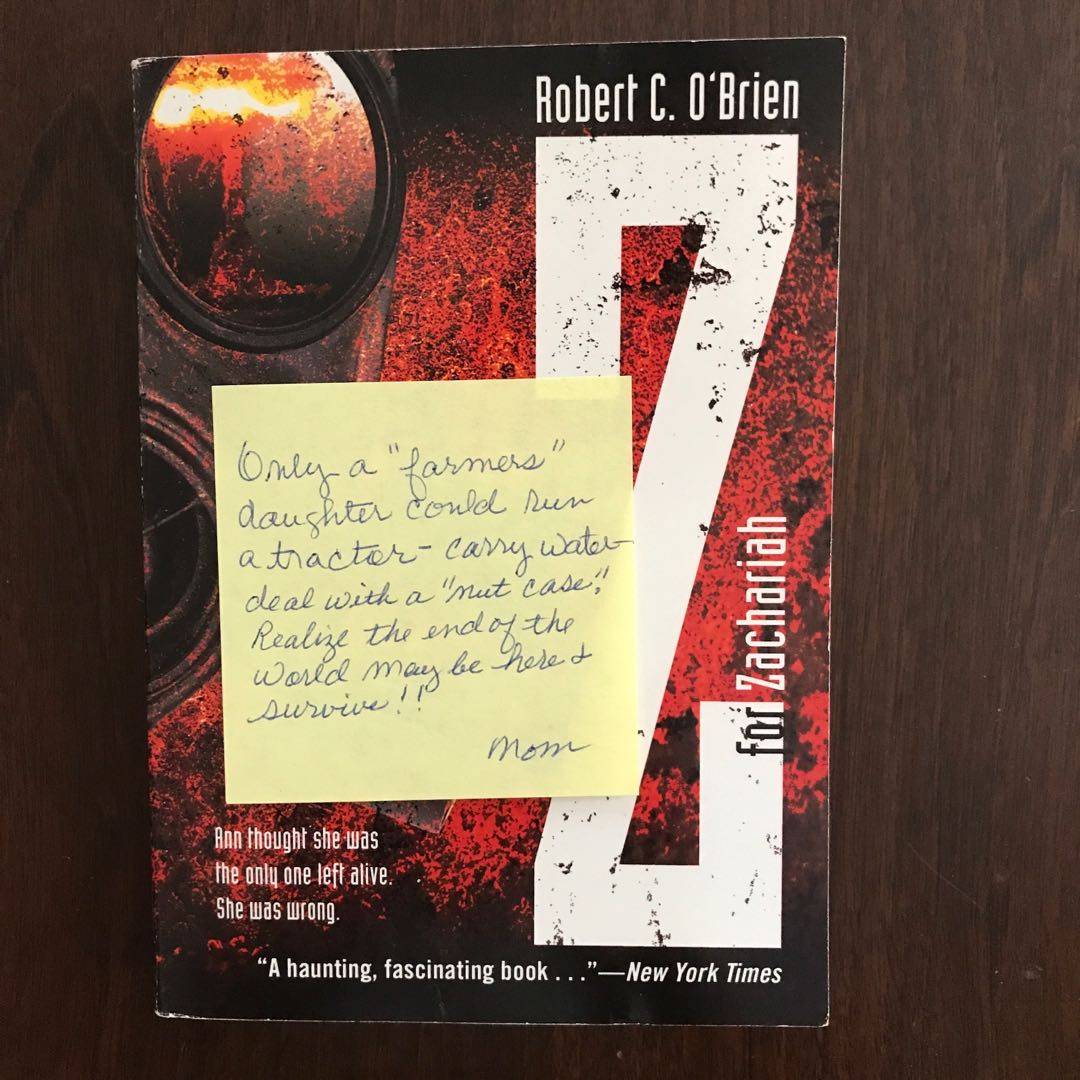 Robert C. O'Brien
Z
for Zachariah
Only a "farmers"
daughter could run
a tractor - carry water -
deal with a "nut case",
Realize the end of the
world may be here &
survive!!
Mom
Ann thought she was
the only one left alive.
She was wrong.
"A haunting, fascinating book . . ."—New York Times